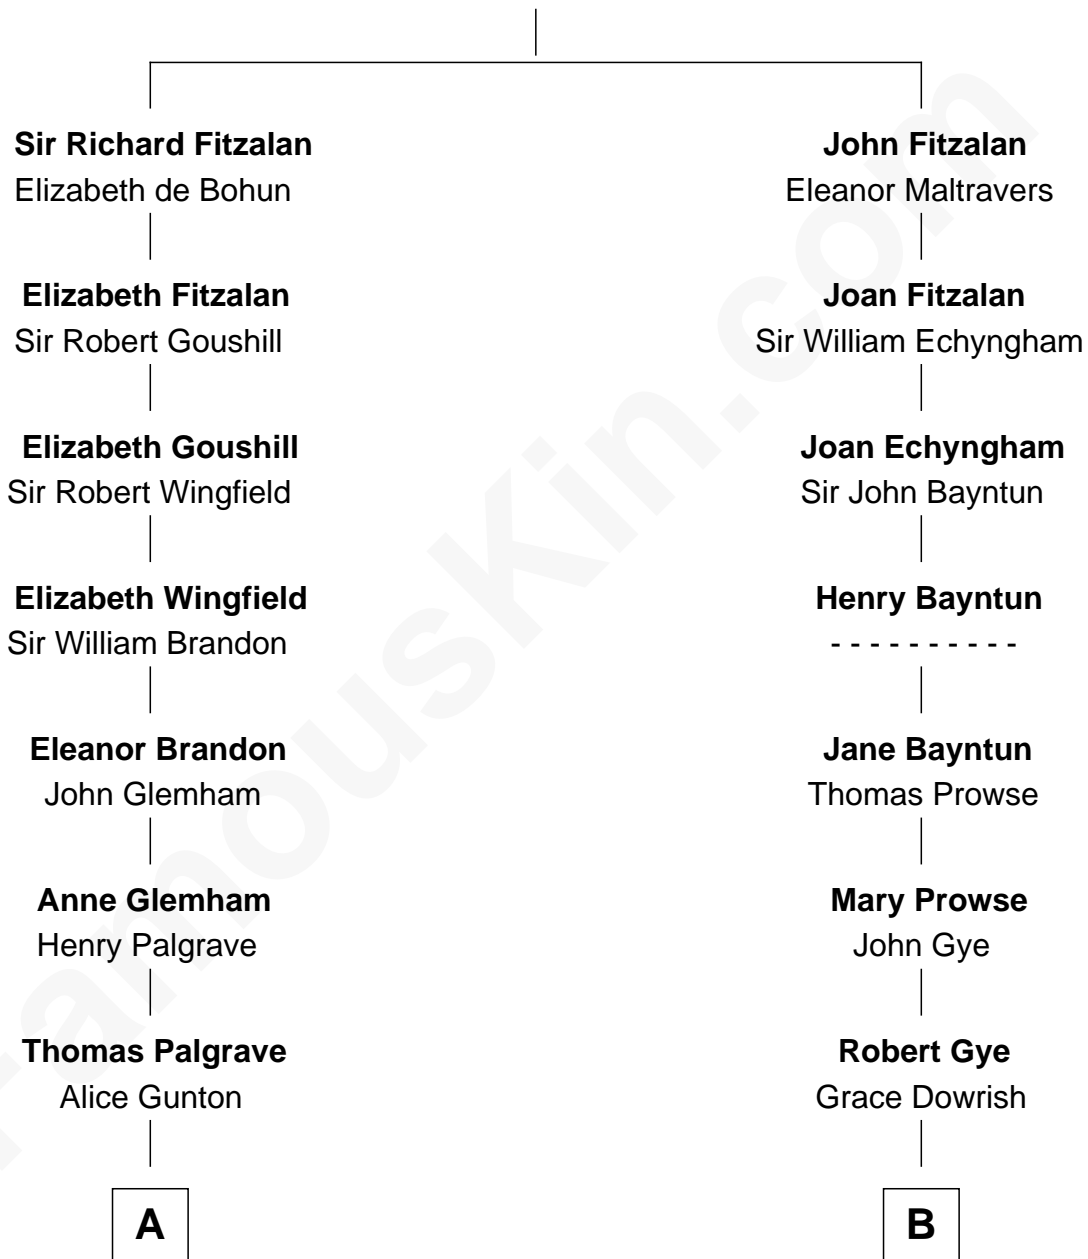 Sir Richard Fitzalan
Elizabeth de Bohun
Elizabeth Fitzalan
Sir Robert Goushill
Elizabeth Goushill
Sir Robert Wingfield
Elizabeth Wingfield
Sir William Brandon
Eleanor Brandon
John Glemham
Anne Glemham
Henry Palgrave
Thomas Palgrave
Alice Gunton
A
John Fitzalan
Eleanor Maltravers
Joan Fitzalan
Sir William Echyngham
Joan Echyngham
Sir John Bayntun
Henry Bayntun
- - - - - - - - - -
Jane Bayntun
Thomas Prowse
Mary Prowse
John Gye
Robert Gye
Grace Dowrish
B
FamousKin.com